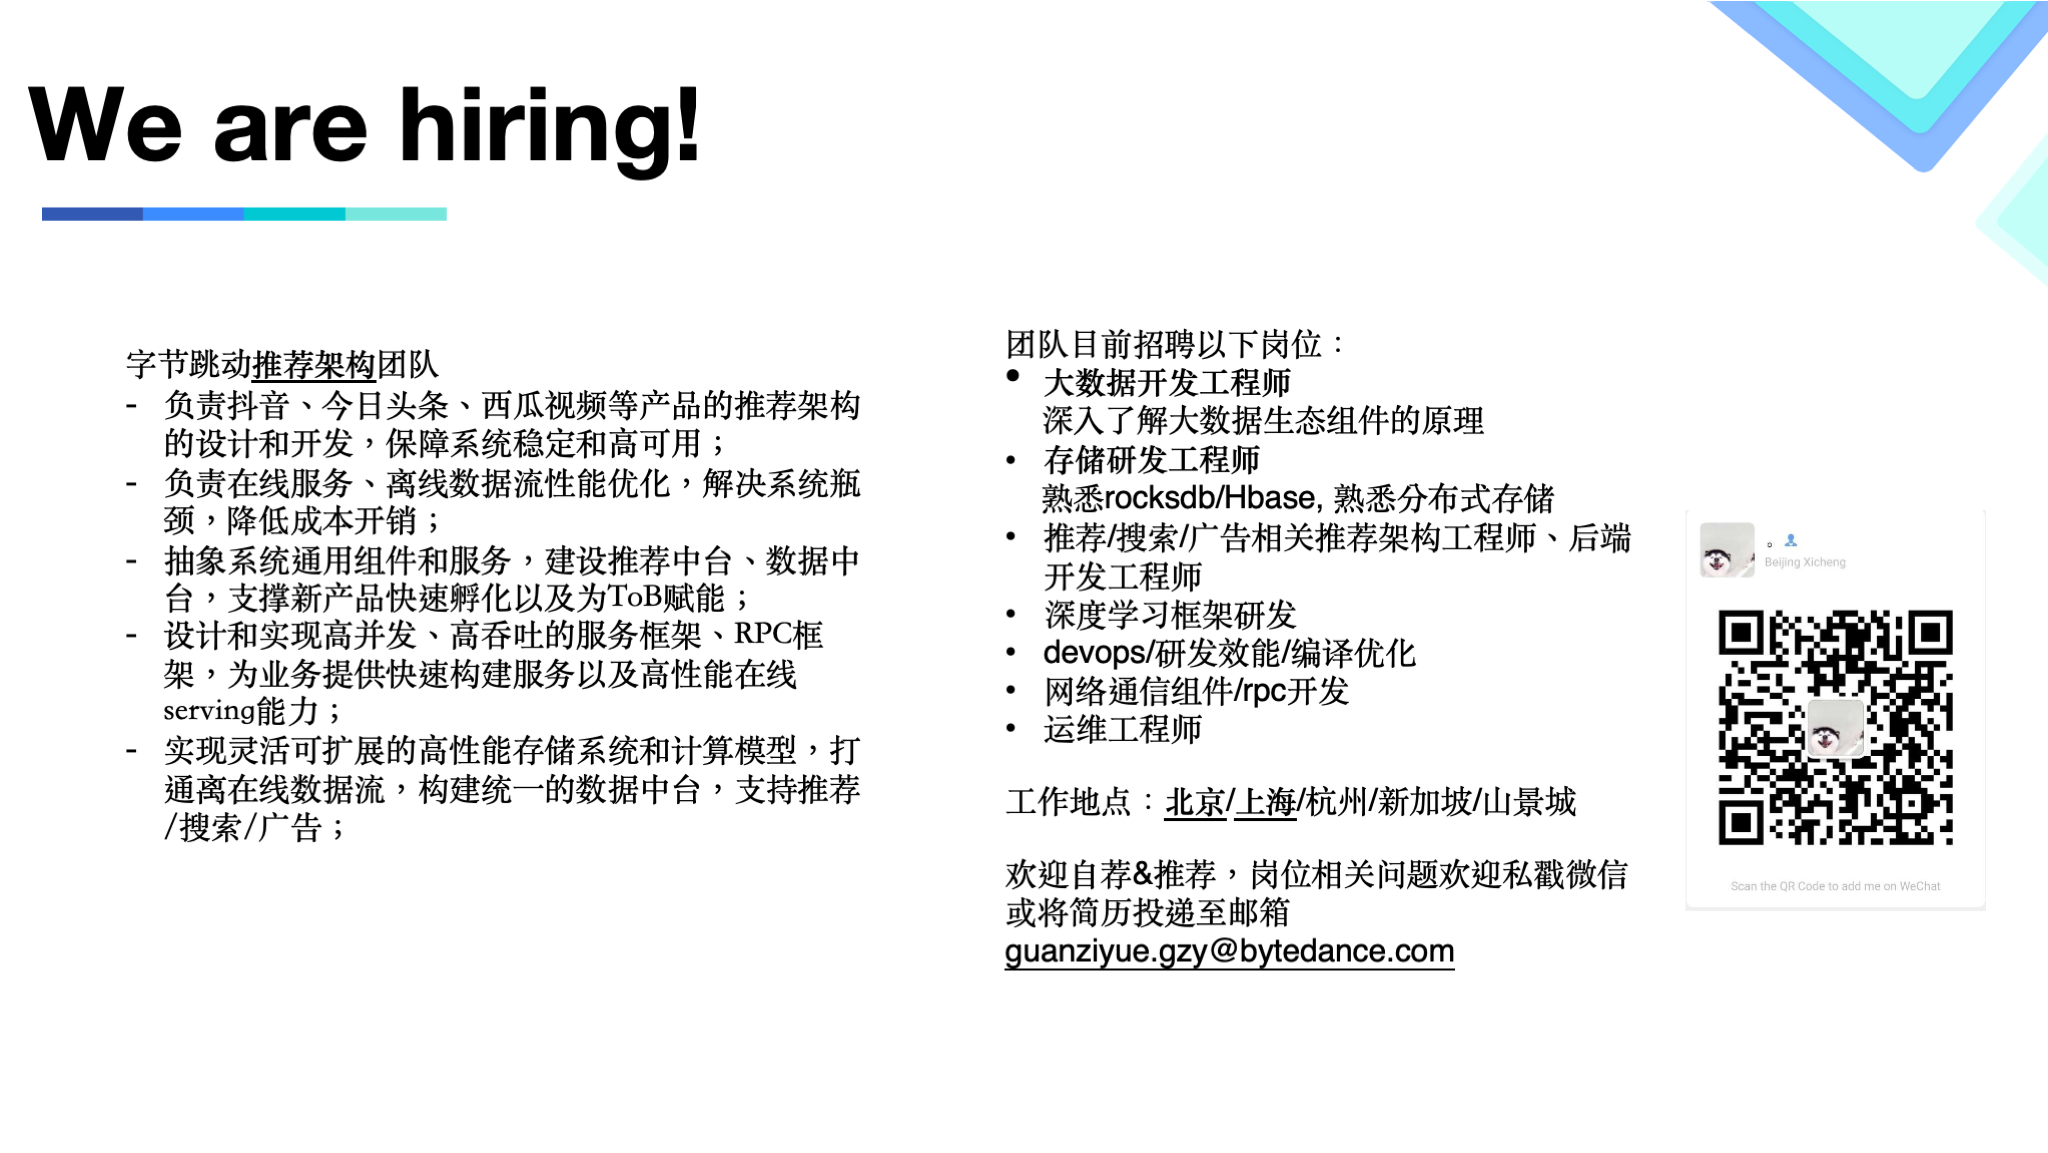 We are hiring!
字节跳动推荐架构团队
- 负责抖音、今日头条、西瓜视频等产品的推荐架构
的设计和开发，保障系统稳定和高可用；
- 负责在线服务、离线数据流性能优化，解决系统瓶
颈，降低成本开销；
- 抽象系统通用组件和服务，建设推荐中台、数据中
台，支撑新产品快速孵化以及为ToB赋能；
- 设计和实现高并发、高吞吐的服务框架、RPC框
架，为业务提供快速构建服务以及高性能在线
serving能力；
- 实现灵活可扩展的高性能存储系统和计算模型，打
通离在线数据流，构建统一的数据中台，支持推荐
/搜索/广告；
团队目前招聘以下岗位：
• 大数据开发工程师
深入了解大数据生态组件的原理
• 存储研发工程师
熟悉rocksdb/Hbase, 熟悉分布式存储
• 推荐/搜索/广告相关推荐架构工程师、后端
开发工程师
• 深度学习框架研发
• devops/研发效能/编译优化
• 网络通信组件/rpc开发
• 运维工程师
工作地点：北京/上海/杭州/新加坡/山景城
欢迎自荐&推荐，岗位相关问题欢迎私戳微信
或将简历投递至邮箱
guanziyue.gzy@bytedance.com
。
Beijing Xicheng
Scan the QR Code to add me on WeChat